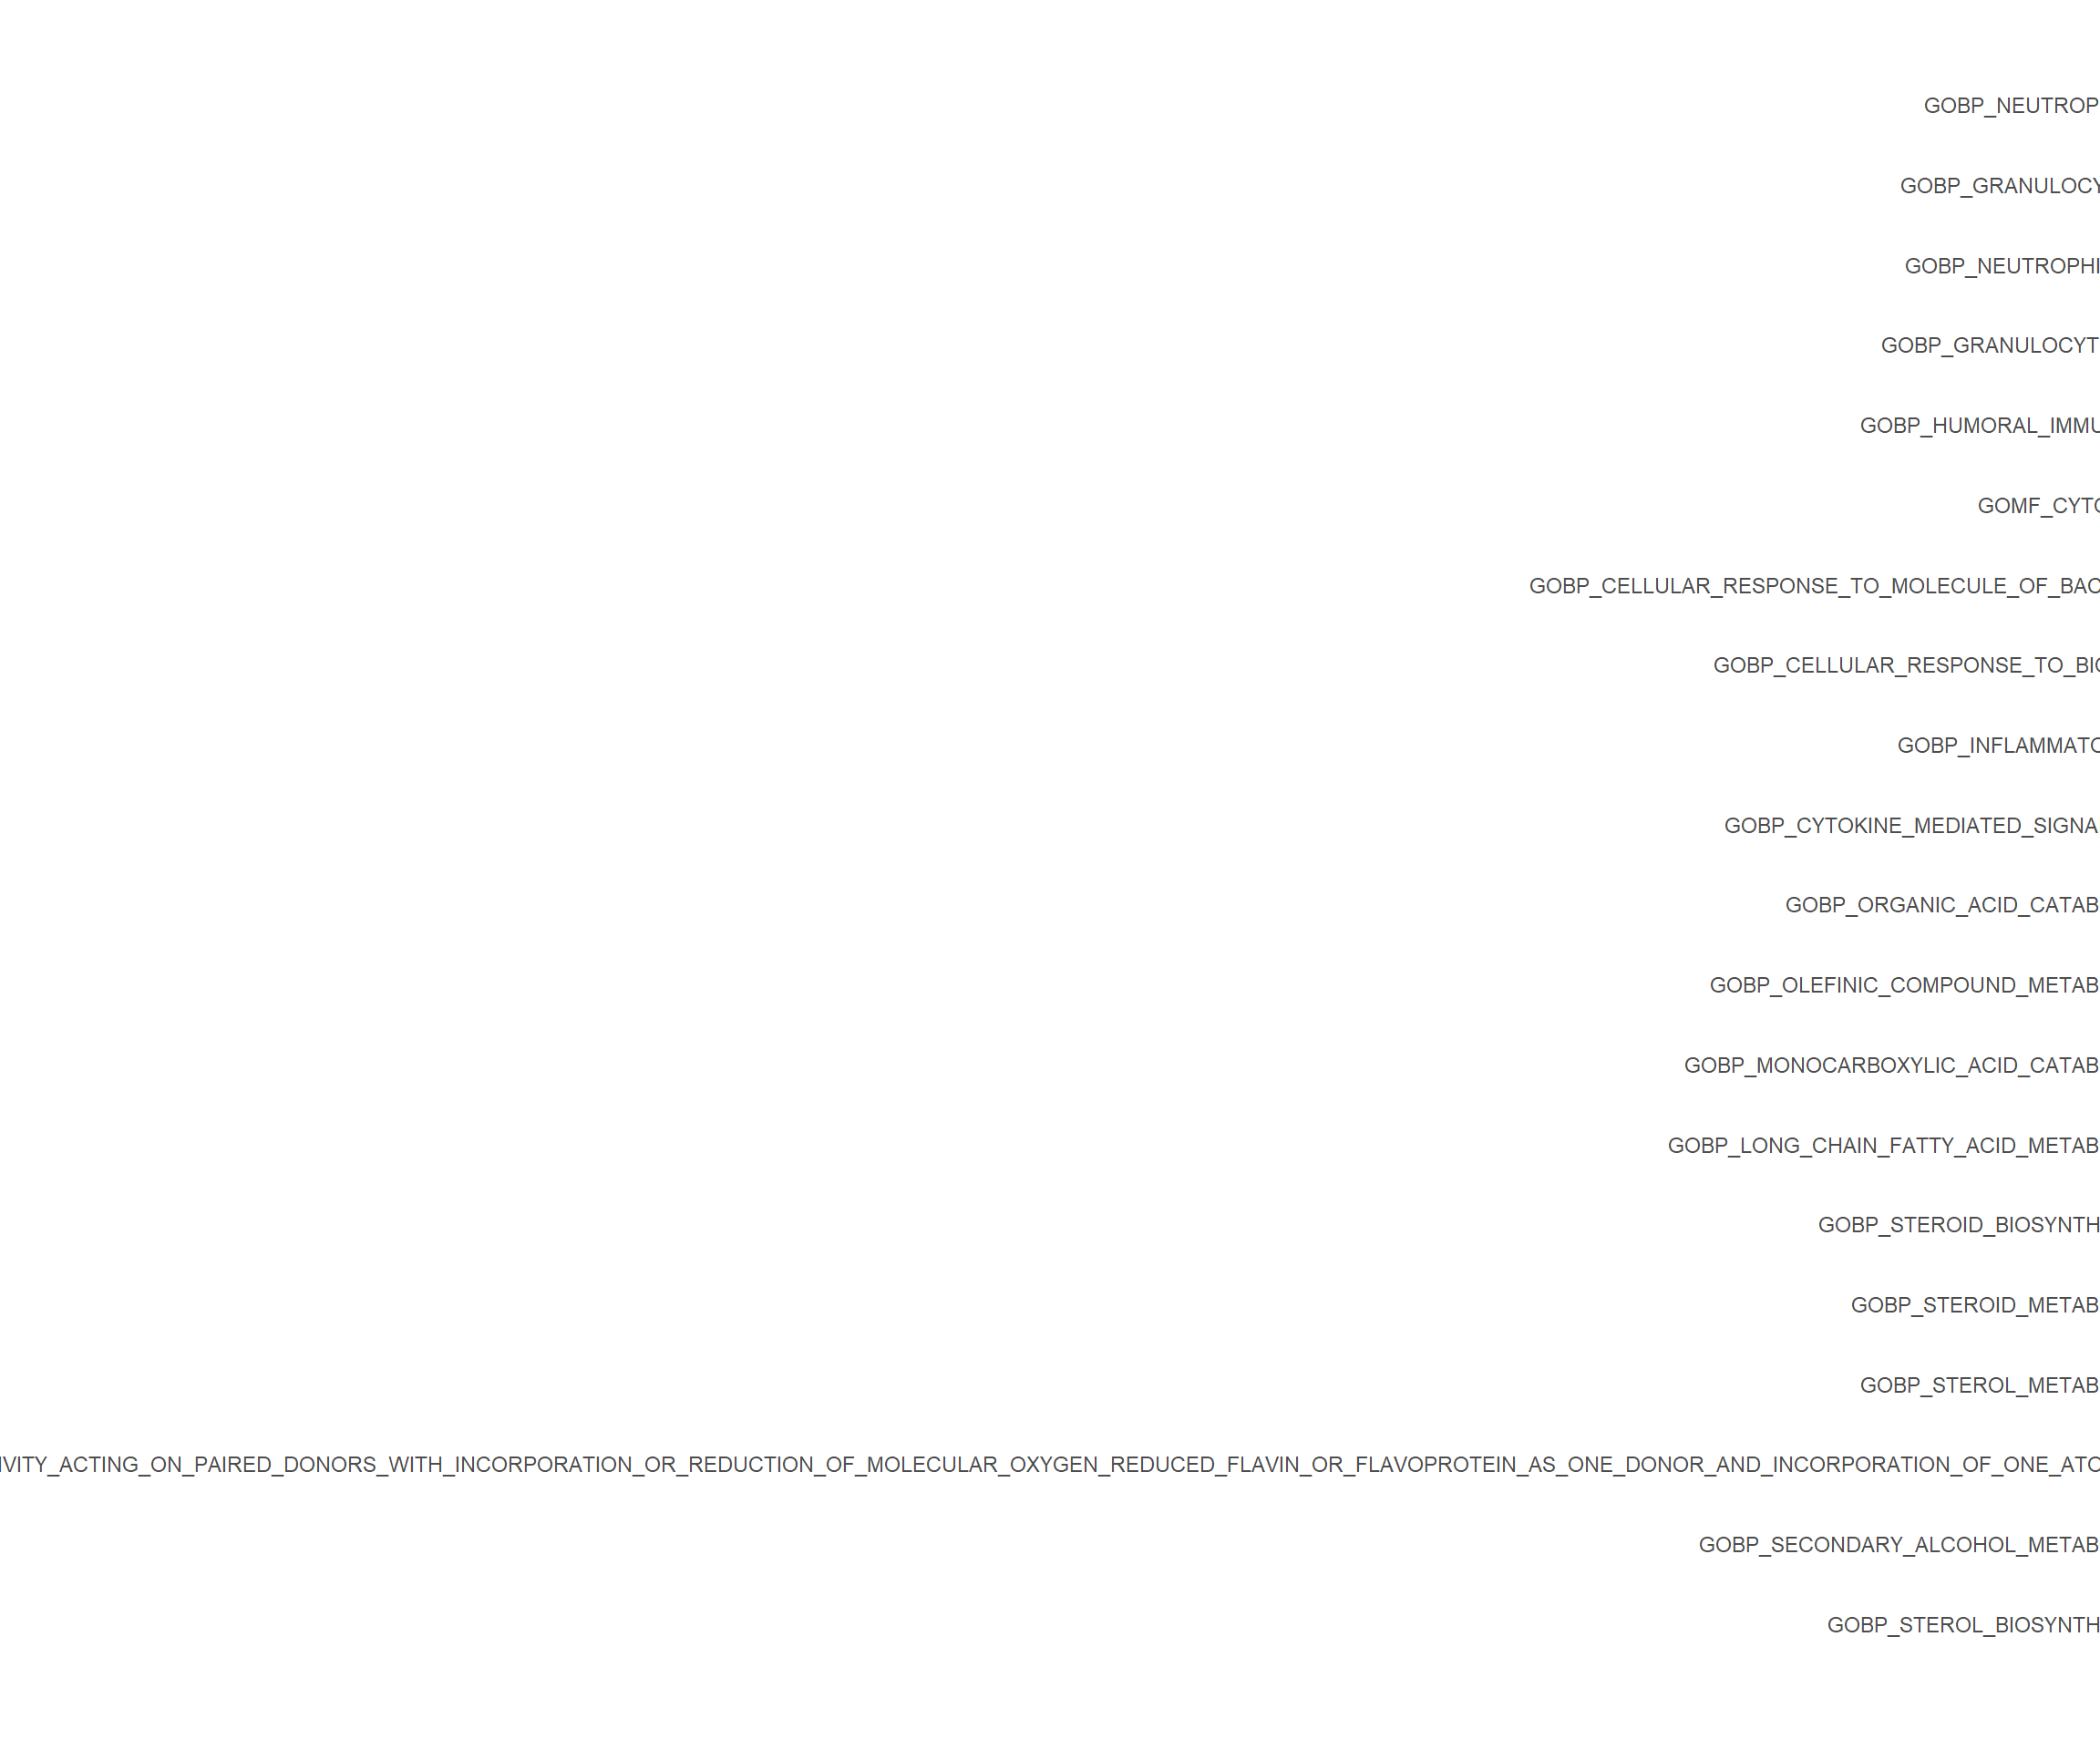 GOBP_NEUTROP
GOBP_GRANULOCY
GOBP_NEUTROPHI
GOBP_GRANULOCYT
GOBP_HUMORAL_IMMU
GOMF_CYTO
GOBP_CELLULAR_RESPONSE_TO_MOLECULE_OF_BAC
GOBP_CELLULAR_RESPONSE_TO_BIO
GOBP_INFLAMMATO
GOBP_CYTOKINE_MEDIATED_SIGNA
GOBP_ORGANIC_ACID_CATAB
GOBP_OLEFINIC_COMPOUND_METAB
GOBP_MONOCARBOXYLIC_ACID_CATAB
GOBP_LONG_CHAIN_FATTY_ACID_METAB
GOBP_STEROID_BIOSYNTH
GOBP_STEROID_METAB
GOBP_STEROL_METAB
IVITY_ACTING_ON_PAIRED_DONORS_WITH_INCORPORATION_OR_REDUCTION_OF_MOLECULAR_OXYGEN_REDUCED_FLAVIN_OR_FLAVOPROTEIN_AS_ONE_DONOR_AND_INCORPORATION_OF_ONE_ATO
GOBP_SECONDARY_ALCOHOL_METAB
GOBP_STEROL_BIOSYNTH